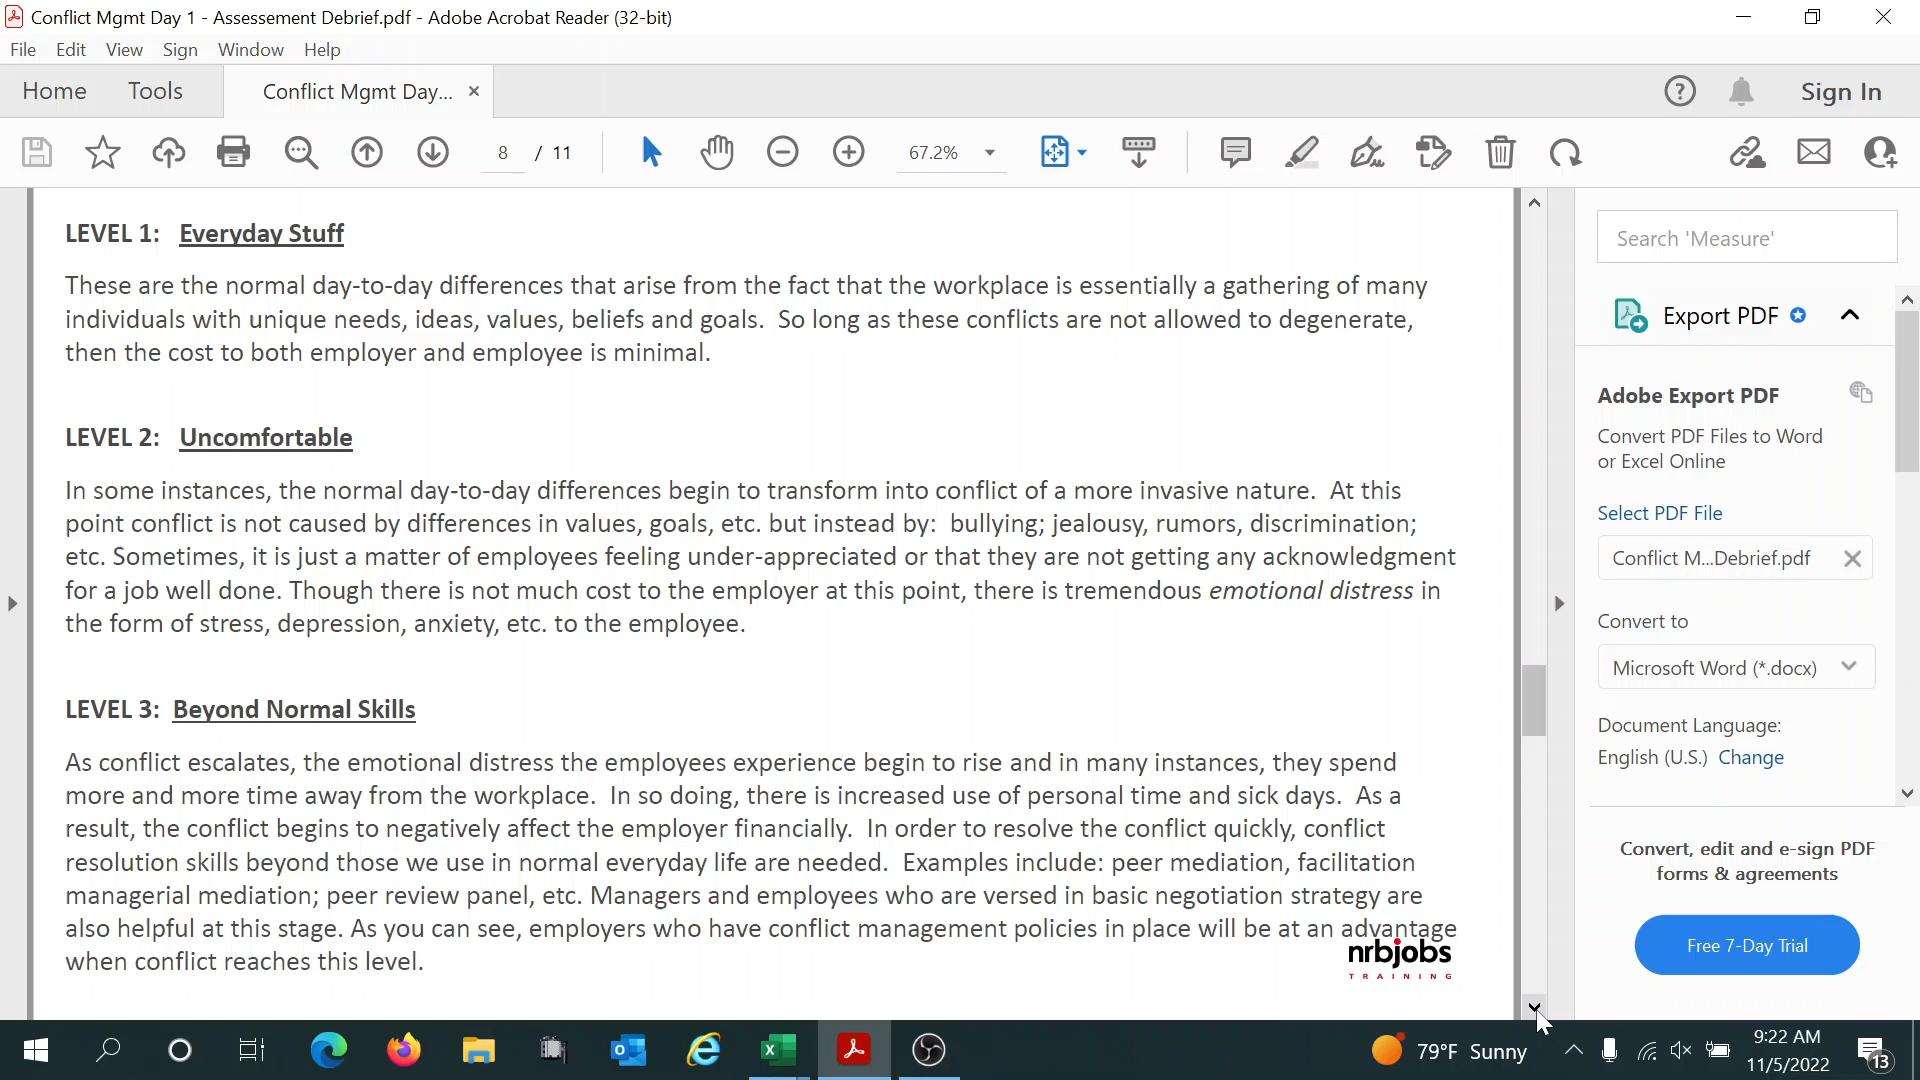 Conflict Mgmt Day 1 - Assessement Debrief.pdf - Adobe Acrobat Reader (32-bit)
File Edit View Sign Window Help
Home Tools Conflict Mgmt Day... × Sign In
8 / 11 67.2%
LEVEL 1: Everyday Stuff
These are the normal day-to-day differences that arise from the fact that the workplace is essentially a gathering of many
individuals with unique needs, ideas, values, beliefs and goals. So long as these conflicts are not allowed to degenerate,
then the cost to both employer and employee is minimal.
LEVEL 2: Uncomfortable
In some instances, the normal day-to-day differences begin to transform into conflict of a more invasive nature. At this
point conflict is not caused by differences in values, goals, etc. but instead by: bullying; jealousy, rumors, discrimination;
etc. Sometimes, it is just a matter of employees feeling under-appreciated or that they are not getting any acknowledgment
for a job well done. Though there is not much cost to the employer at this point, there is tremendous emotional distress in
the form of stress, depression, anxiety, etc. to the employee.
LEVEL 3: Beyond Normal Skills
As conflict escalates, the emotional distress the employees experience begin to rise and in many instances, they spend
more and more time away from the workplace. In so doing, there is increased use of personal time and sick days. As a
result, the conflict begins to negatively affect the employer financially. In order to resolve the conflict quickly, conflict
resolution skills beyond those we use in normal everyday life are needed. Examples include: peer mediation, facilitation
managerial mediation; peer review panel, etc. Managers and employees who are versed in basic negotiation strategy are
also helpful at this stage. As you can see, employers who have conflict management policies in place will be at an advantage
when conflict reaches this level.
nrbjobs
TRAINING
Search 'Measure'
Export PDF
Adobe Export PDF
Convert PDF Files to Word
or Excel Online
Select PDF File
Conflict M...Debrief.pdf
Convert to
Microsoft Word (*.docx)
Document Language:
English (U.S.) Change
Convert, edit and e-sign PDF
forms & agreements
Free 7-Day Trial
79°F Sunny
9:22 AM
11/5/2022
13